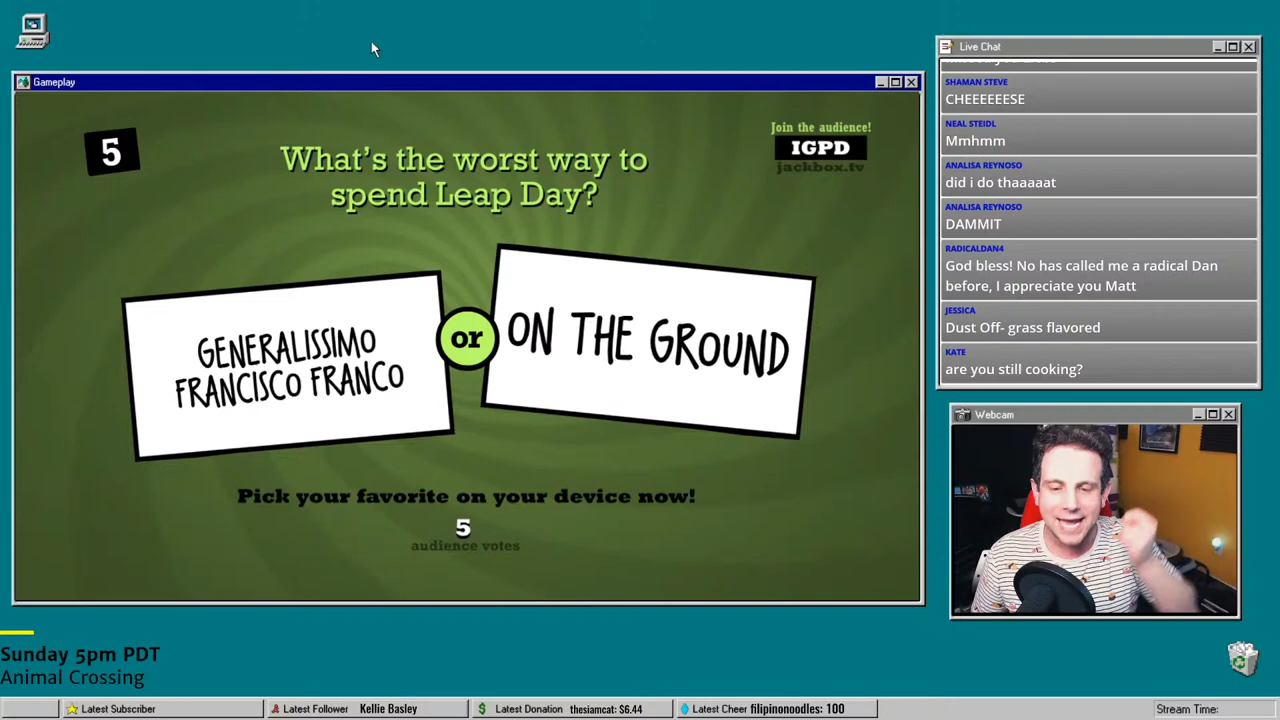 Gameplay
5
What's the worst way to
spend Leap Day?
Join the audience!
IGPD
jackbox.tv
GENERALISSIMO
FRANCISCO FRANCO
or
ON THE GROUND
Pick your favorite on your device now!
5
audience votes
Live Chat
SHAMAN STEVE
CHEEEEEESE
NEAL STEIDL
Mmhmm
ANALISA REYNOSO
did i do thaaaaat
ANALISA REYNOSO
DAMMIT
RADICALDAN4
God bless! No has called me a radical Dan
before, I appreciate you Matt
JESSICA
Dust Off- grass flavored
KATE
are you still cooking?
Webcam
Sunday 5pm PDT
Animal Crossing
Latest Subscriber
Latest Follower Kellie Basley
Latest Donation thesiamcat: $6.44
Latest Cheer filipinonoodles: 100
Stream Time: